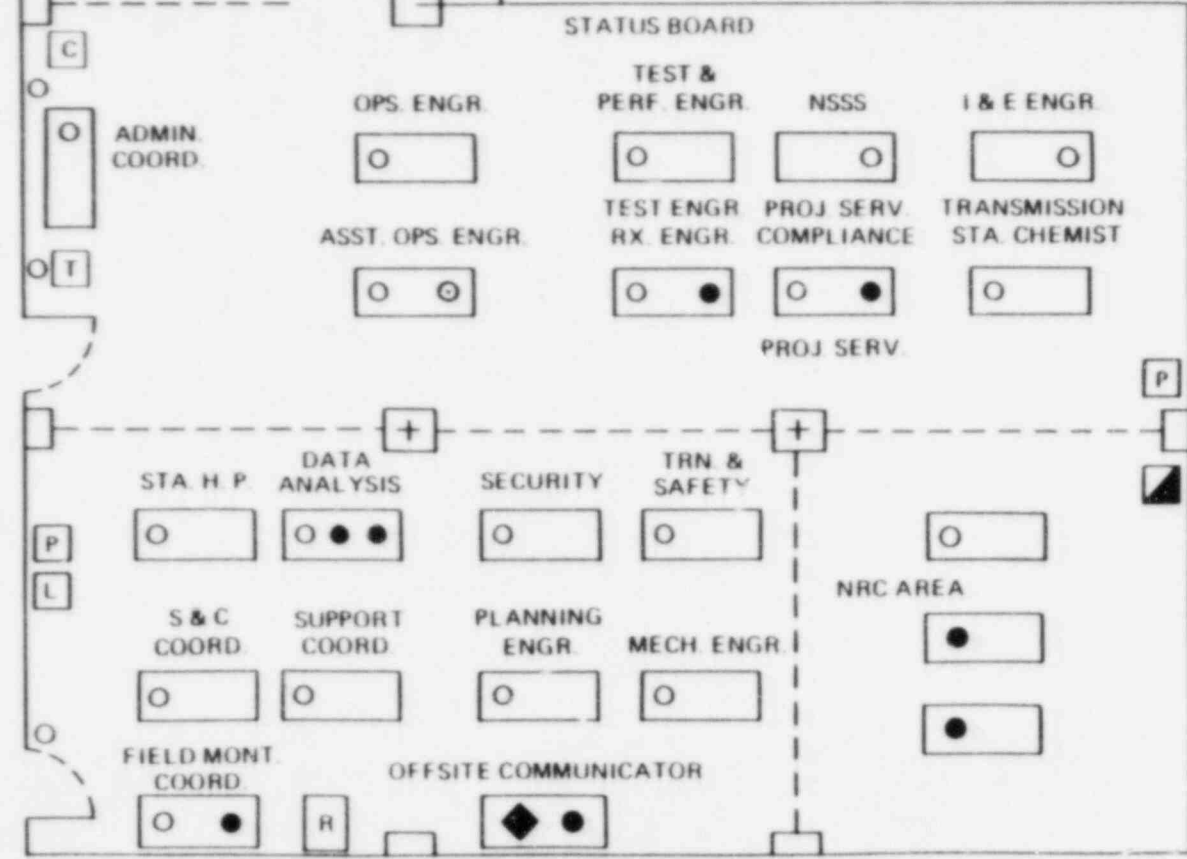 STATUS BOARD
C
ADMIN.
COORD.
T
OPS. ENGR.
TEST &
PERF. ENGR.
NSSS
I & E ENGR.
ASST. OPS. ENGR.
TEST ENGR.
RX. ENGR.
PROJ. SERV.
COMPLIANCE
TRANSMISSION
STA. CHEMIST
PROJ. SERV.
P
STA. H. P.
DATA
ANALYSIS
SECURITY
TRN. &
SAFETY
P
L
NRC AREA
S & C
COORD.
SUPPORT
COORD.
PLANNING
ENGR.
MECH. ENGR.
FIELD MONT.
COORD.
R
OFFSITE COMMUNICATOR